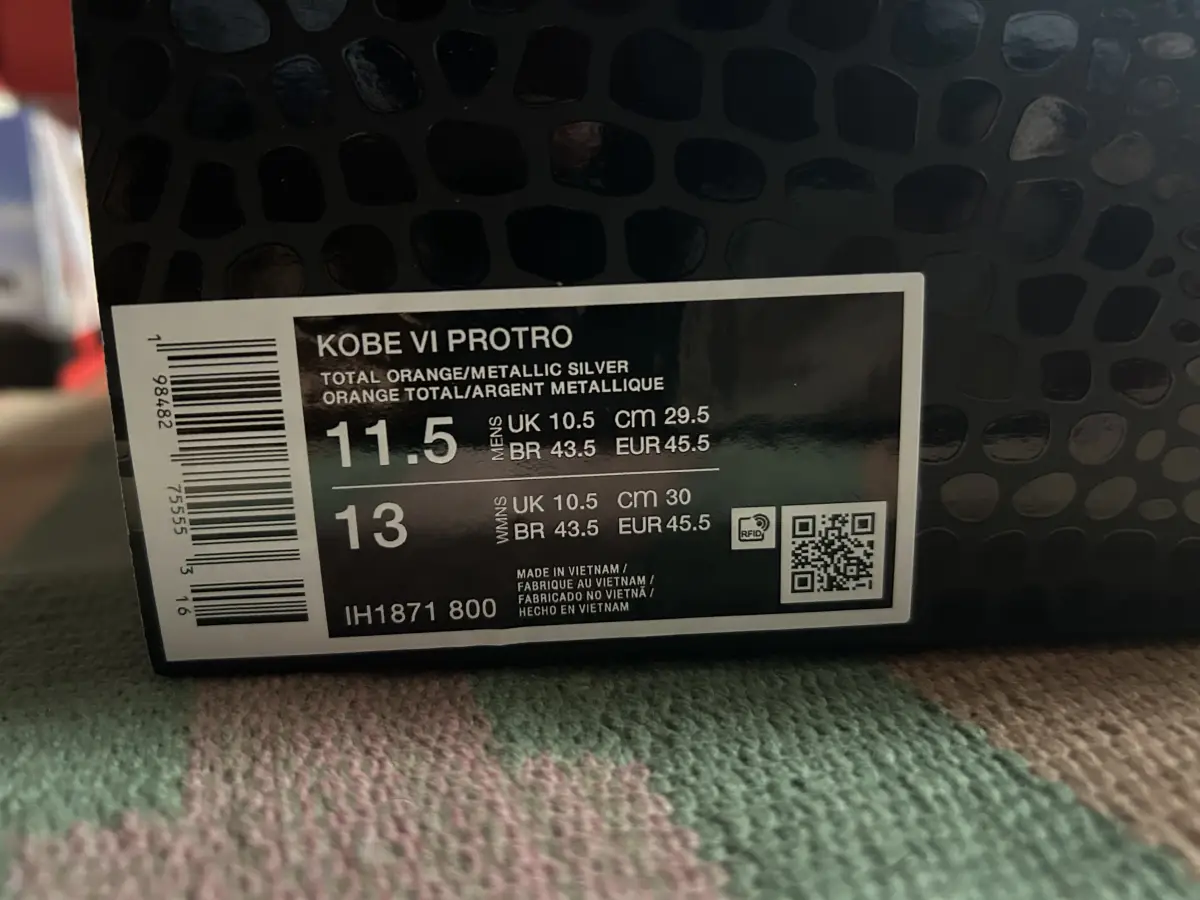 KOBE VI PROTRO
TOTAL ORANGE/METALLIC SILVER
ORANGE TOTAL/ARGENT METALLIQUE
11.5 MENS UK 10.5 CM 29.5
BR 43.5 EUR 45.5
13 WMNS UK 10.5 CM 30
BR 43.5 EUR 45.5
RFID
MADE IN VIETNAM /
FABRIQUE AU VIETNAM /
FABRICADO NO VIETNÃ /
HECHO EN VIETNAM
IH1871 800
1 98482 75555 3 16